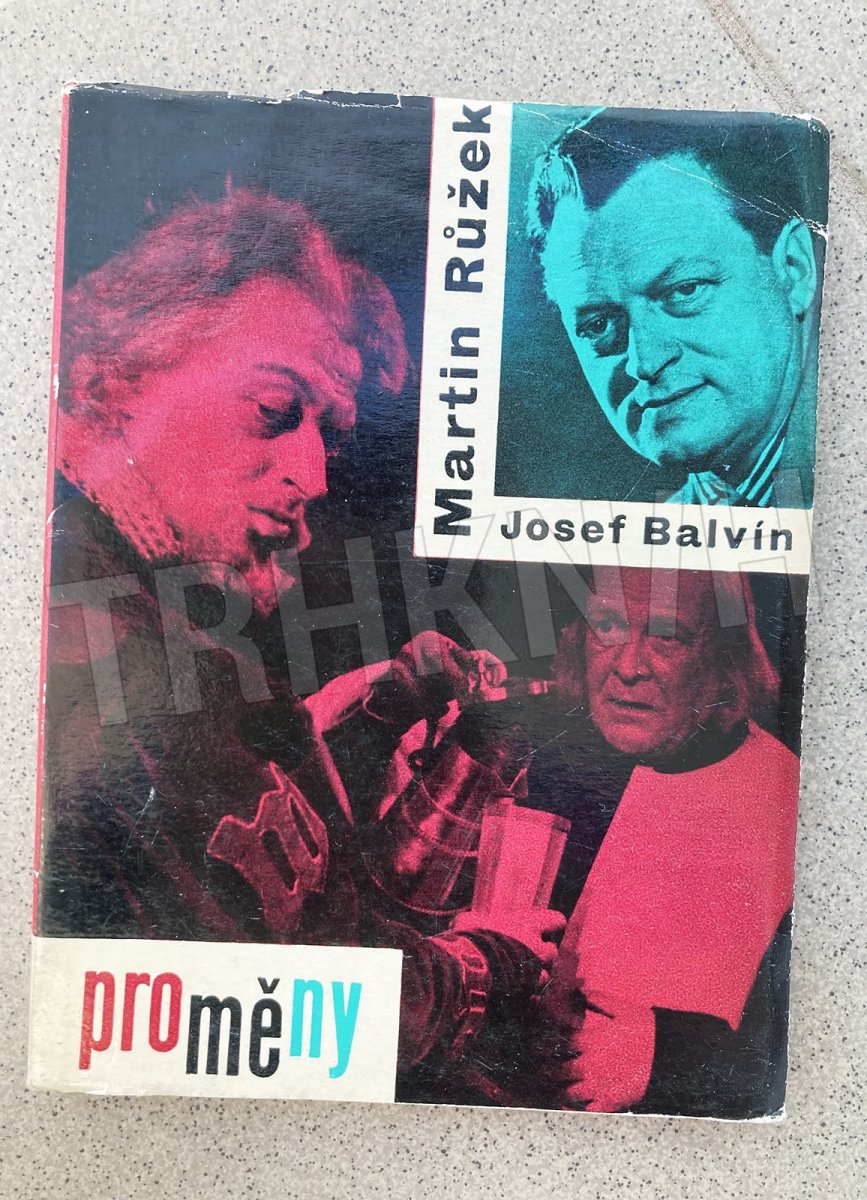 Martin Růžek
Josef Balvín
TRHKNIH
proměny